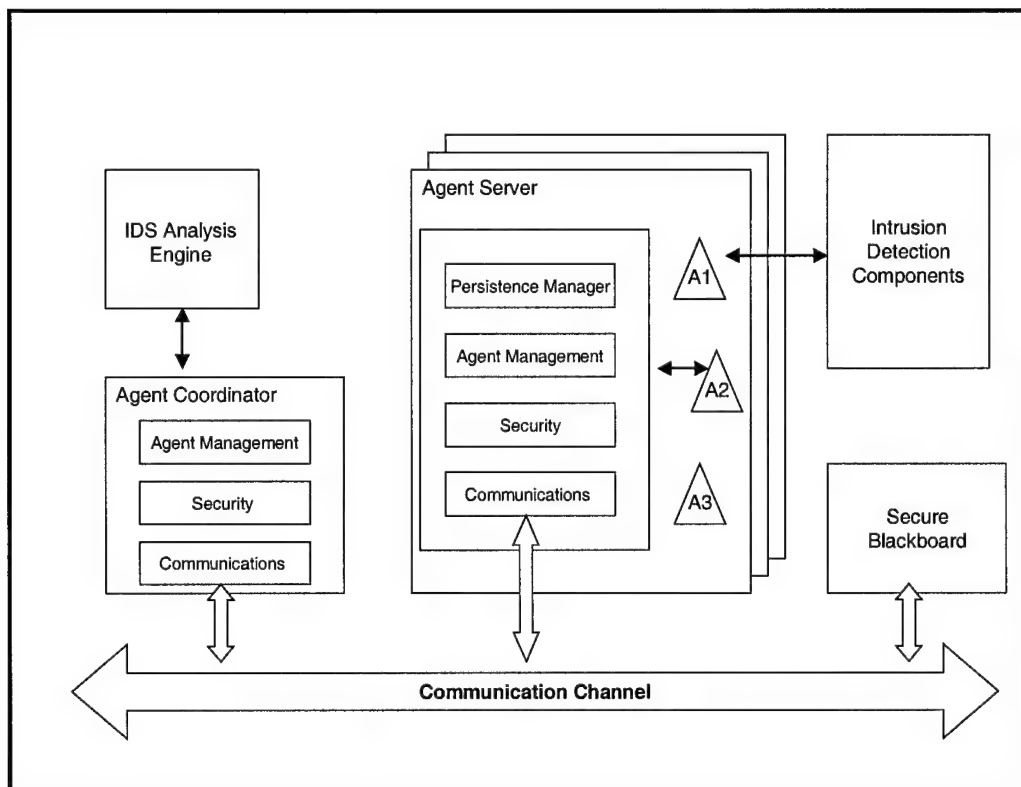 IDS Analysis
Engine
Agent Coordinator
Agent Management
Security
Communications
Agent Server
Persistence Manager
Agent Management
Security
Communications
A1
A2
A3
Intrusion
Detection
Components
Secure
Blackboard
Communication Channel